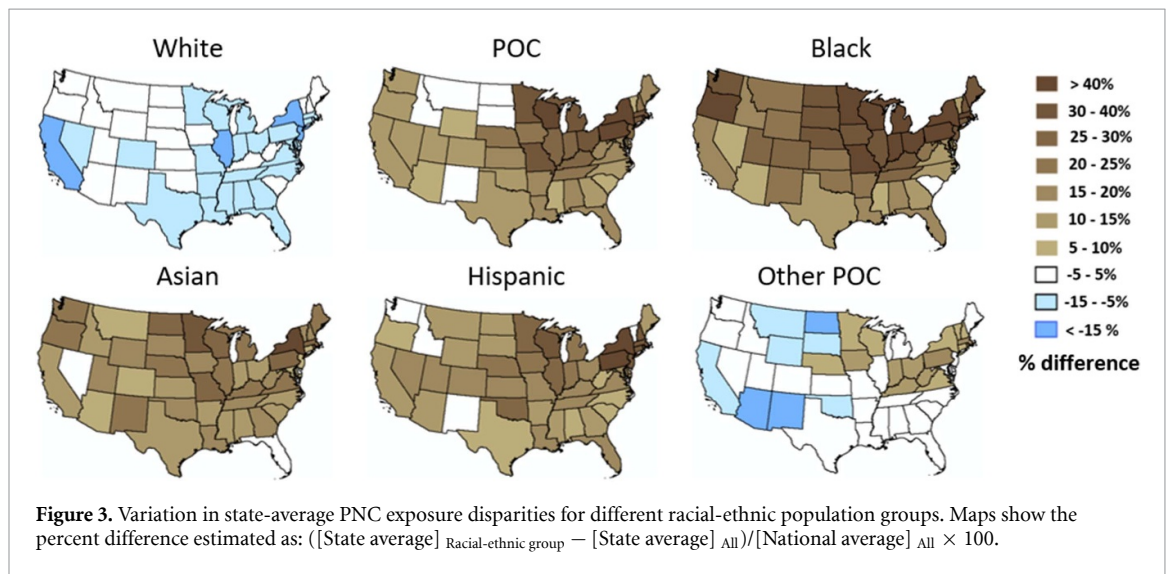 White
POC
Black
Asian
Hispanic
Other POC
> 40%
30 - 40%
25 - 30%
20 - 25%
15 - 20%
10 - 15%
5 - 10%
-5 - 5%
-15 - -5%
< -15 %
% difference
Figure 3. Variation in state-average PNC exposure disparities for different racial-ethnic population groups. Maps show the
percent difference estimated as: ([State average] Racial-ethnic group − [State average] All)/[National average] All × 100.